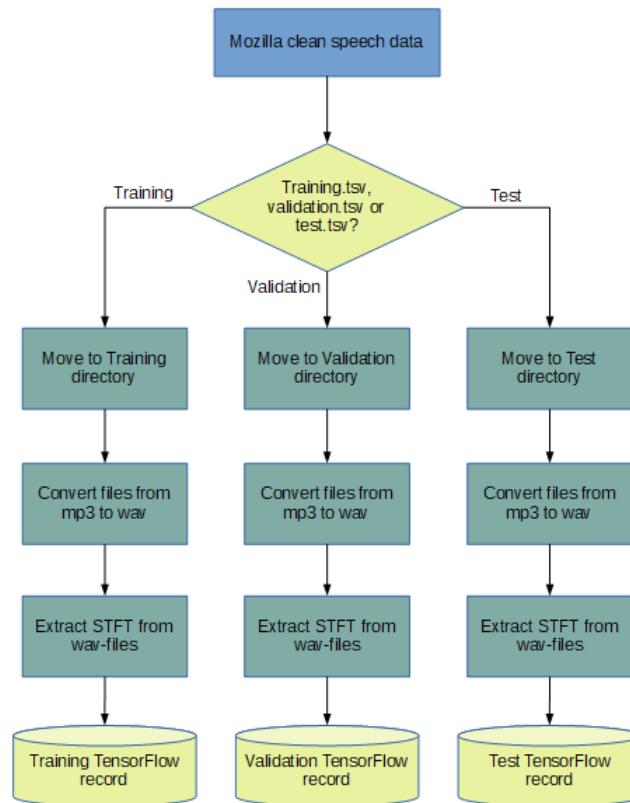 Mozilla clean speech data
Training.tsv,
validation.tsv or
test.tsv?
Training
Test
Validation
Move to Training
directory
Move to Validation
directory
Move to Test
directory
Convert files from
mp3 to wav
Convert files from
mp3 to wav
Convert files from
mp3 to wav
Extract STFT from
wav-files
Extract STFT from
wav-files
Extract STFT from
wav-files
Training TensorFlow
record
Validation TensorFlow
record
Test TensorFlow
record